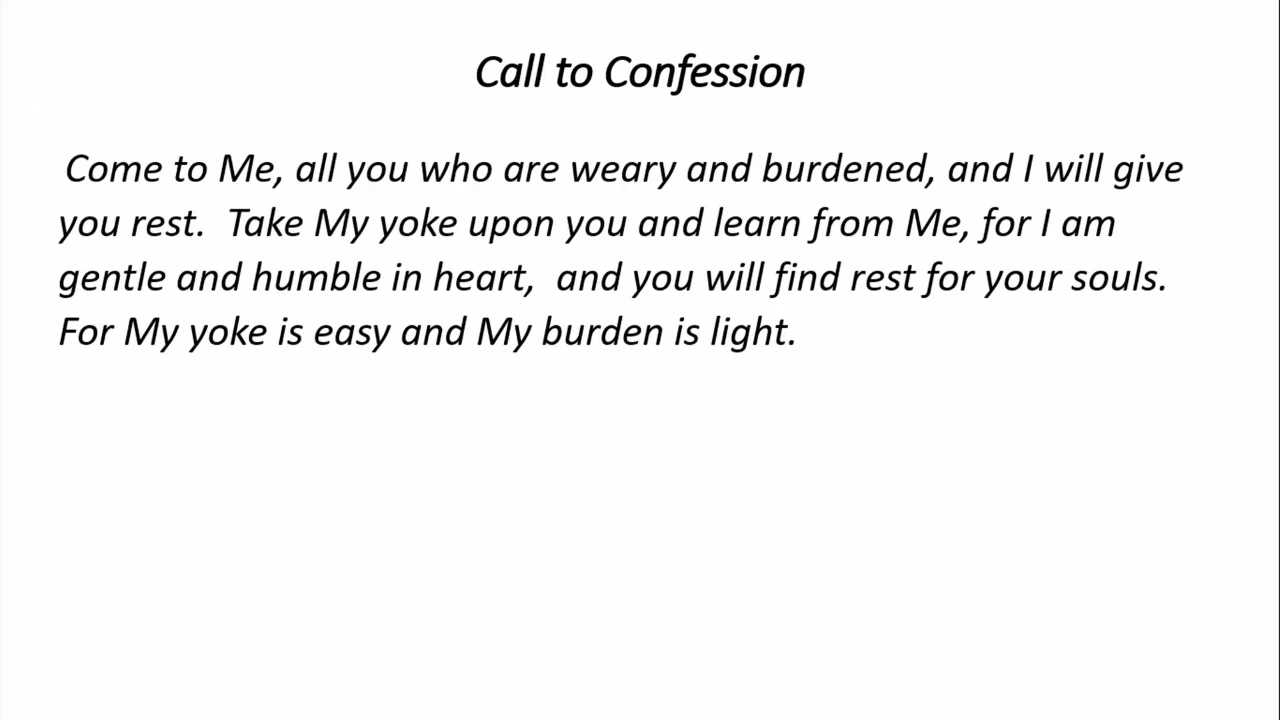 Call to Confession
Come to Me, all you who are weary and burdened, and I will give
you rest.  Take My yoke upon you and learn from Me, for I am
gentle and humble in heart,  and you will find rest for your souls.
For My yoke is easy and My burden is light.